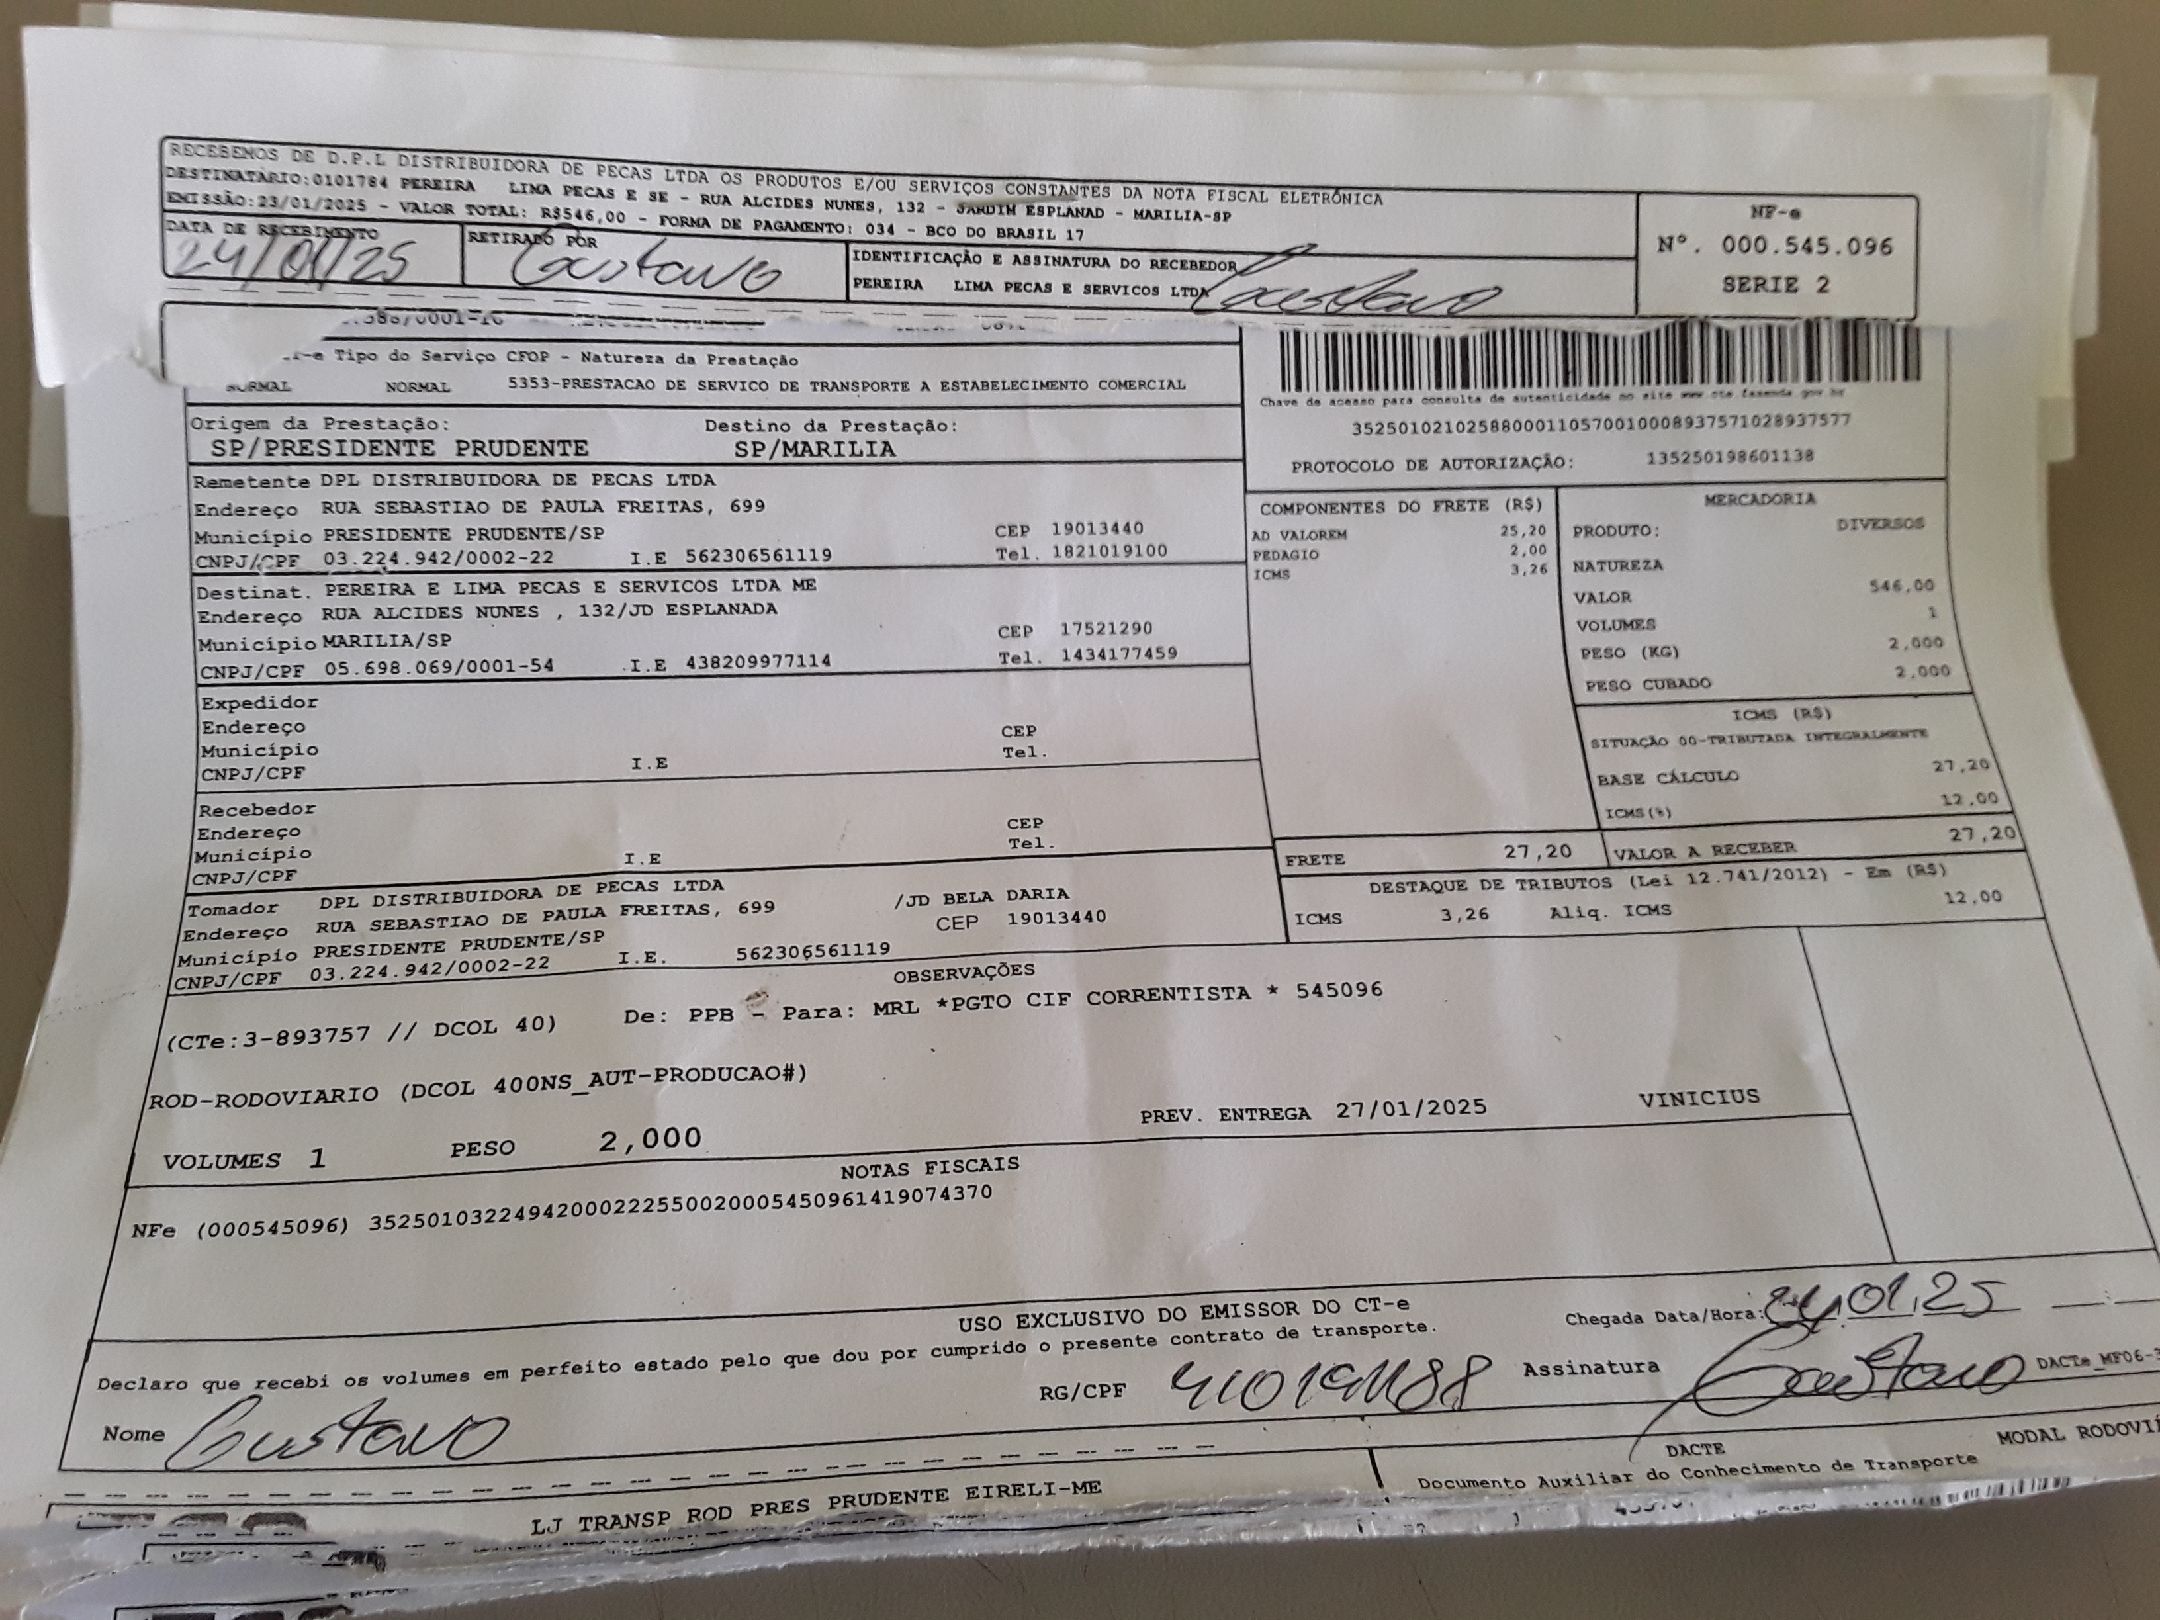 RECEBEMOS DE D.P.L DISTRIBUIDORA DE PECAS LTDA OS PRODUTOS E/OU SERVIÇOS CONSTANTES DA NOTA FISCAL ELETRÔNICA
DESTINATARIO:0101784 PEREIRA LIMA PECAS E SE - RUA ALCIDES NUNES, 132 - JARDIM ESPLANAD - MARILIA-SP
EMISSÃO:23/01/2025 - VALOR TOTAL: R$546,00 - FORMA DE PAGAMENTO: 034 - BCO DO BRASIL 17
NF-e
Nº. 000.545.096
SERIE 2
DATA DE RECEBIMENTO
24/01/25
RETIRADO POR
Gustavo
IDENTIFICAÇÃO E ASSINATURA DO RECEBEDOR
PEREIRA LIMA PECAS E SERVICOS LTDA
Gustavo
Tipo do Serviço CFOP - Natureza da Prestação
NORMAL NORMAL 5353-PRESTACAO DE SERVICO DE TRANSPORTE A ESTABELECIMENTO COMERCIAL
Chave de acesso para consulta de autenticidade no site www.cte.fazenda.gov.br
35250102102588000110570010008937571028937577
PROTOCOLO DE AUTORIZAÇÃO: 135250198601138
Origem da Prestação: Destino da Prestação:
SP/PRESIDENTE PRUDENTE SP/MARILIA
Remetente DPL DISTRIBUIDORA DE PECAS LTDA
Endereço RUA SEBASTIAO DE PAULA FREITAS, 699
Município PRESIDENTE PRUDENTE/SP CEP 19013440
CNPJ/CPF 03.224.942/0002-22 I.E 562306561119 Tel. 1821019100
Destinat. PEREIRA E LIMA PECAS E SERVICOS LTDA ME
Endereço RUA ALCIDES NUNES , 132/JD ESPLANADA
Município MARILIA/SP CEP 17521290
CNPJ/CPF 05.698.069/0001-54 .I.E 438209977114 Tel. 1434177459
Expedidor
Endereço CEP
Município Tel.
CNPJ/CPF I.E
Recebedor
Endereço CEP
Município Tel.
CNPJ/CPF I.E
Tomador DPL DISTRIBUIDORA DE PECAS LTDA
Endereço RUA SEBASTIAO DE PAULA FREITAS, 699 /JD BELA DARIA
Município PRESIDENTE PRUDENTE/SP CEP 19013440
CNPJ/CPF 03.224.942/0002-22 I.E. 562306561119
COMPONENTES DO FRETE (R$)
AD VALOREM 25,20
PEDAGIO 2,00
ICMS 3,26
MERCADORIA
PRODUTO: DIVERSOS
NATUREZA
VALOR 546,00
VOLUMES 1
PESO (KG) 2,000
PESO CUBADO 2,000
ICMS (R$)
SITUAÇÃO 00-TRIBUTADA INTEGRALMENTE
BASE CÁLCULO 27,20
ICMS(%) 12,00
FRETE 27,20 VALOR A RECEBER 27,20
DESTAQUE DE TRIBUTOS (Lei 12.741/2012) - Em (R$)
ICMS 3,26 Aliq. ICMS 12,00
OBSERVAÇÕES
(CTe:3-893757 // DCOL 40) De: PPB - Para: MRL *PGTO CIF CORRENTISTA * 545096
ROD-RODOVIARIO (DCOL 400NS_AUT-PRODUCAO#)
PREV. ENTREGA 27/01/2025 VINICIUS
VOLUMES 1 PESO 2,000
NOTAS FISCAIS
NFe (000545096) 35250103224942000222550020005450961419074370
USO EXCLUSIVO DO EMISSOR DO CT-e
Chegada Data/Hora: 24.01.25
Declaro que recebi os volumes em perfeito estado pelo que dou por cumprido o presente contrato de transporte.
Nome Gustavo RG/CPF Assinatura Gustavo
LJ TRANSP ROD PRES PRUDENTE EIRELI-ME
DACTE
Documento Auxiliar do Conhecimento de Transporte
MODAL